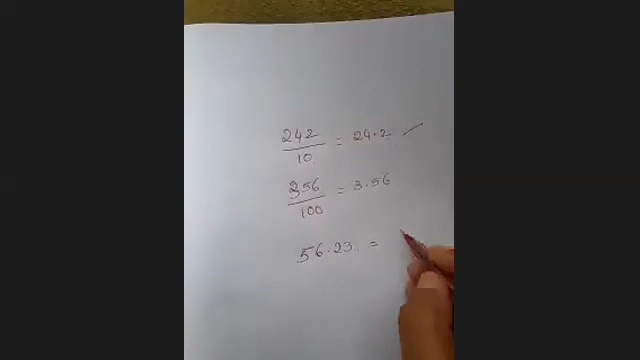 242/10 = 24.2 ✓
356/100 = 3.56
56.23 =